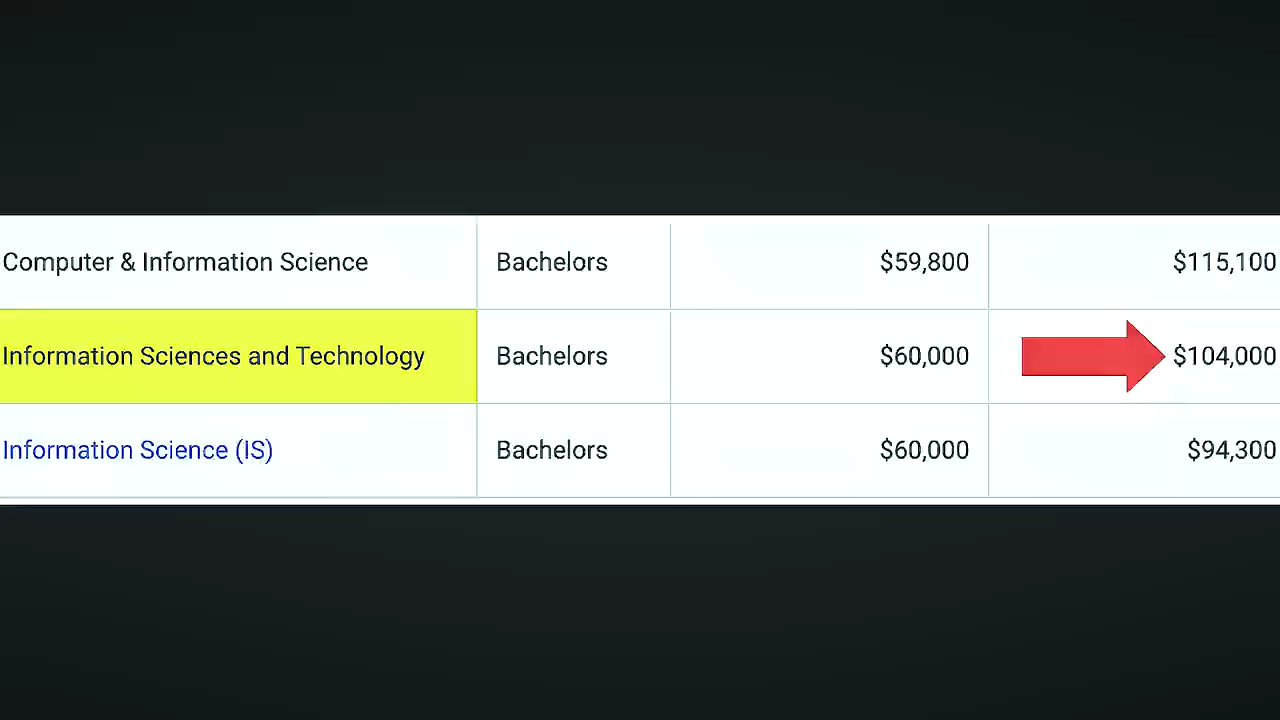 Computer & Information Science Bachelors $59,800 $115,100
Information Sciences and Technology Bachelors $60,000 $104,000
Information Science (IS) Bachelors $60,000 $94,300